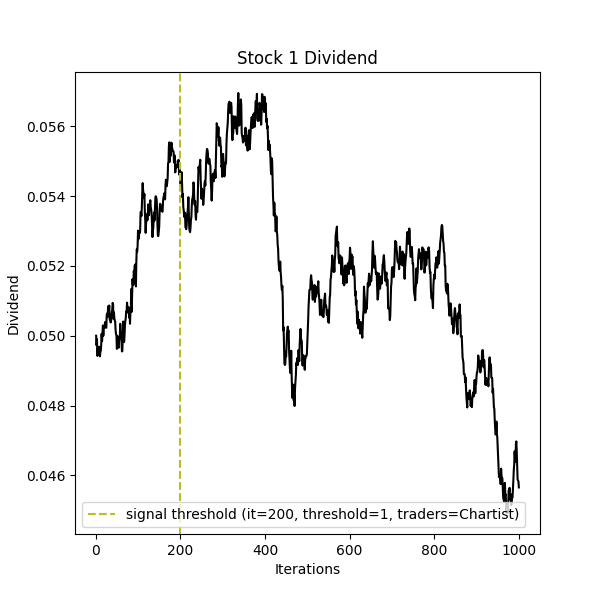 Stock 1 Dividend
Dividend
0.056
0.054
0.052
0.050
0.048
0.046
signal threshold (it=200, threshold=1, traders=Chartist)
0 200 400 600 800 1000
Iterations